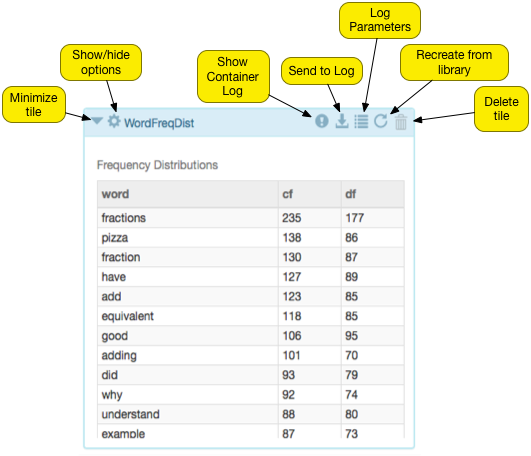 Log
Parameters
Show/hide
options
Show
Container
Log
Send to Log
Recreate from
library
Minimize
tile
Delete
tile
WordFreqDist
Frequency Distributions
word cf df
fractions 235 177
pizza 138 86
fraction 130 87
have 127 89
add 123 85
equivalent 118 85
good 106 95
adding 101 70
did 93 79
why 92 74
understand 88 80
example 87 73